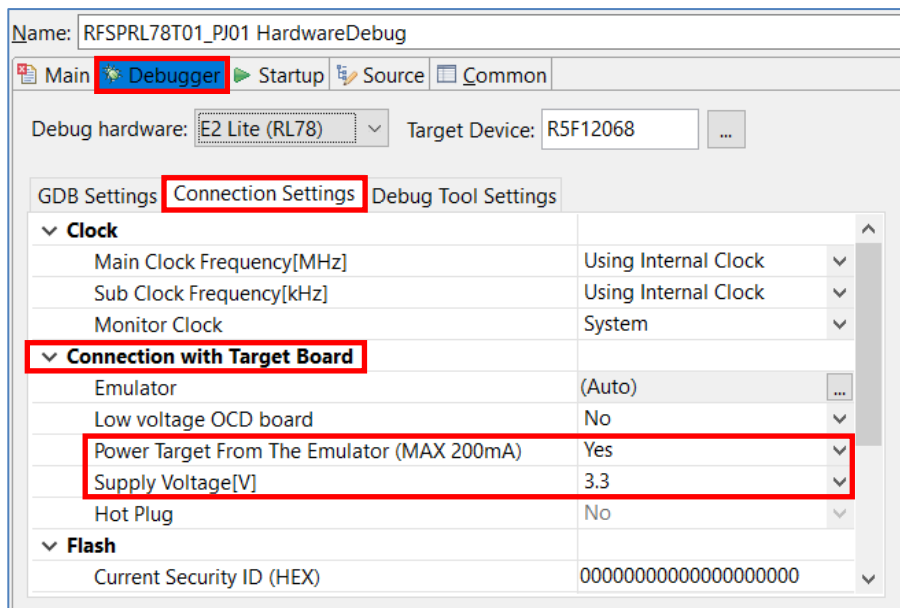 Name: RFSPRL78T01_PJ01 HardwareDebug
Main Debugger Startup Source Common
Debug hardware: E2 Lite (RL78) Target Device: R5F12068 ...
GDB Settings Connection Settings Debug Tool Settings
Clock
Main Clock Frequency[MHz] Using Internal Clock
Sub Clock Frequency[kHz] Using Internal Clock
Monitor Clock System
Connection with Target Board
Emulator (Auto) ...
Low voltage OCD board No
Power Target From The Emulator (MAX 200mA) Yes
Supply Voltage[V] 3.3
Hot Plug No
Flash
Current Security ID (HEX) 00000000000000000000